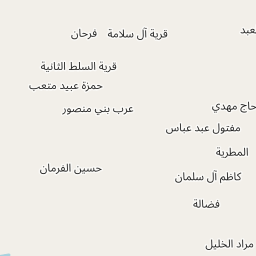 عبد
قرية آل سلامة
فرحان
قرية السلط الثانية
حمزة عبيد متعب
حاج مهدي
عرب بني منصور
مفتول عبد عباس
المطرية
حسين الفرمان
كاظم آل سلمان
فضالة
مراد الخليل